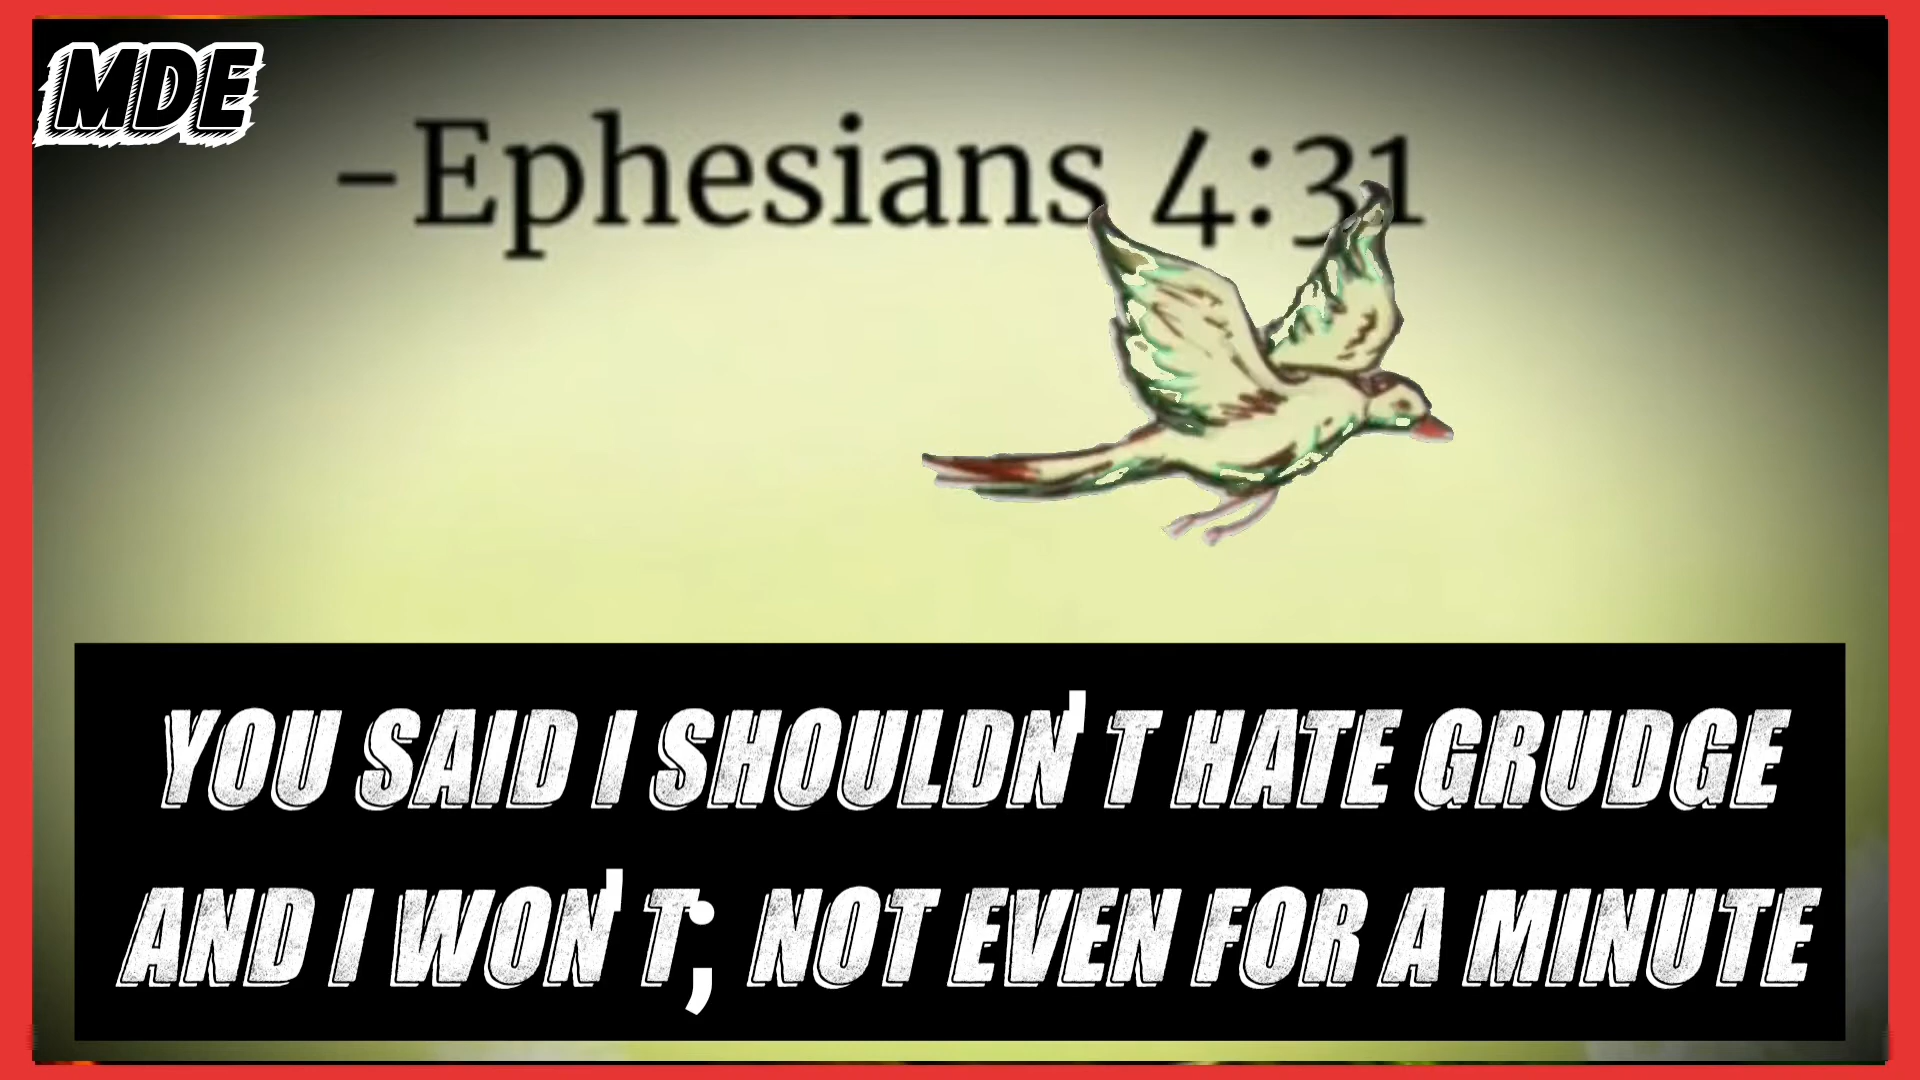 MDE
-Ephesians 4:31
YOU SAID I SHOULDN'T HATE GRUDGE
AND I WON'T; NOT EVEN FOR A MINUTE